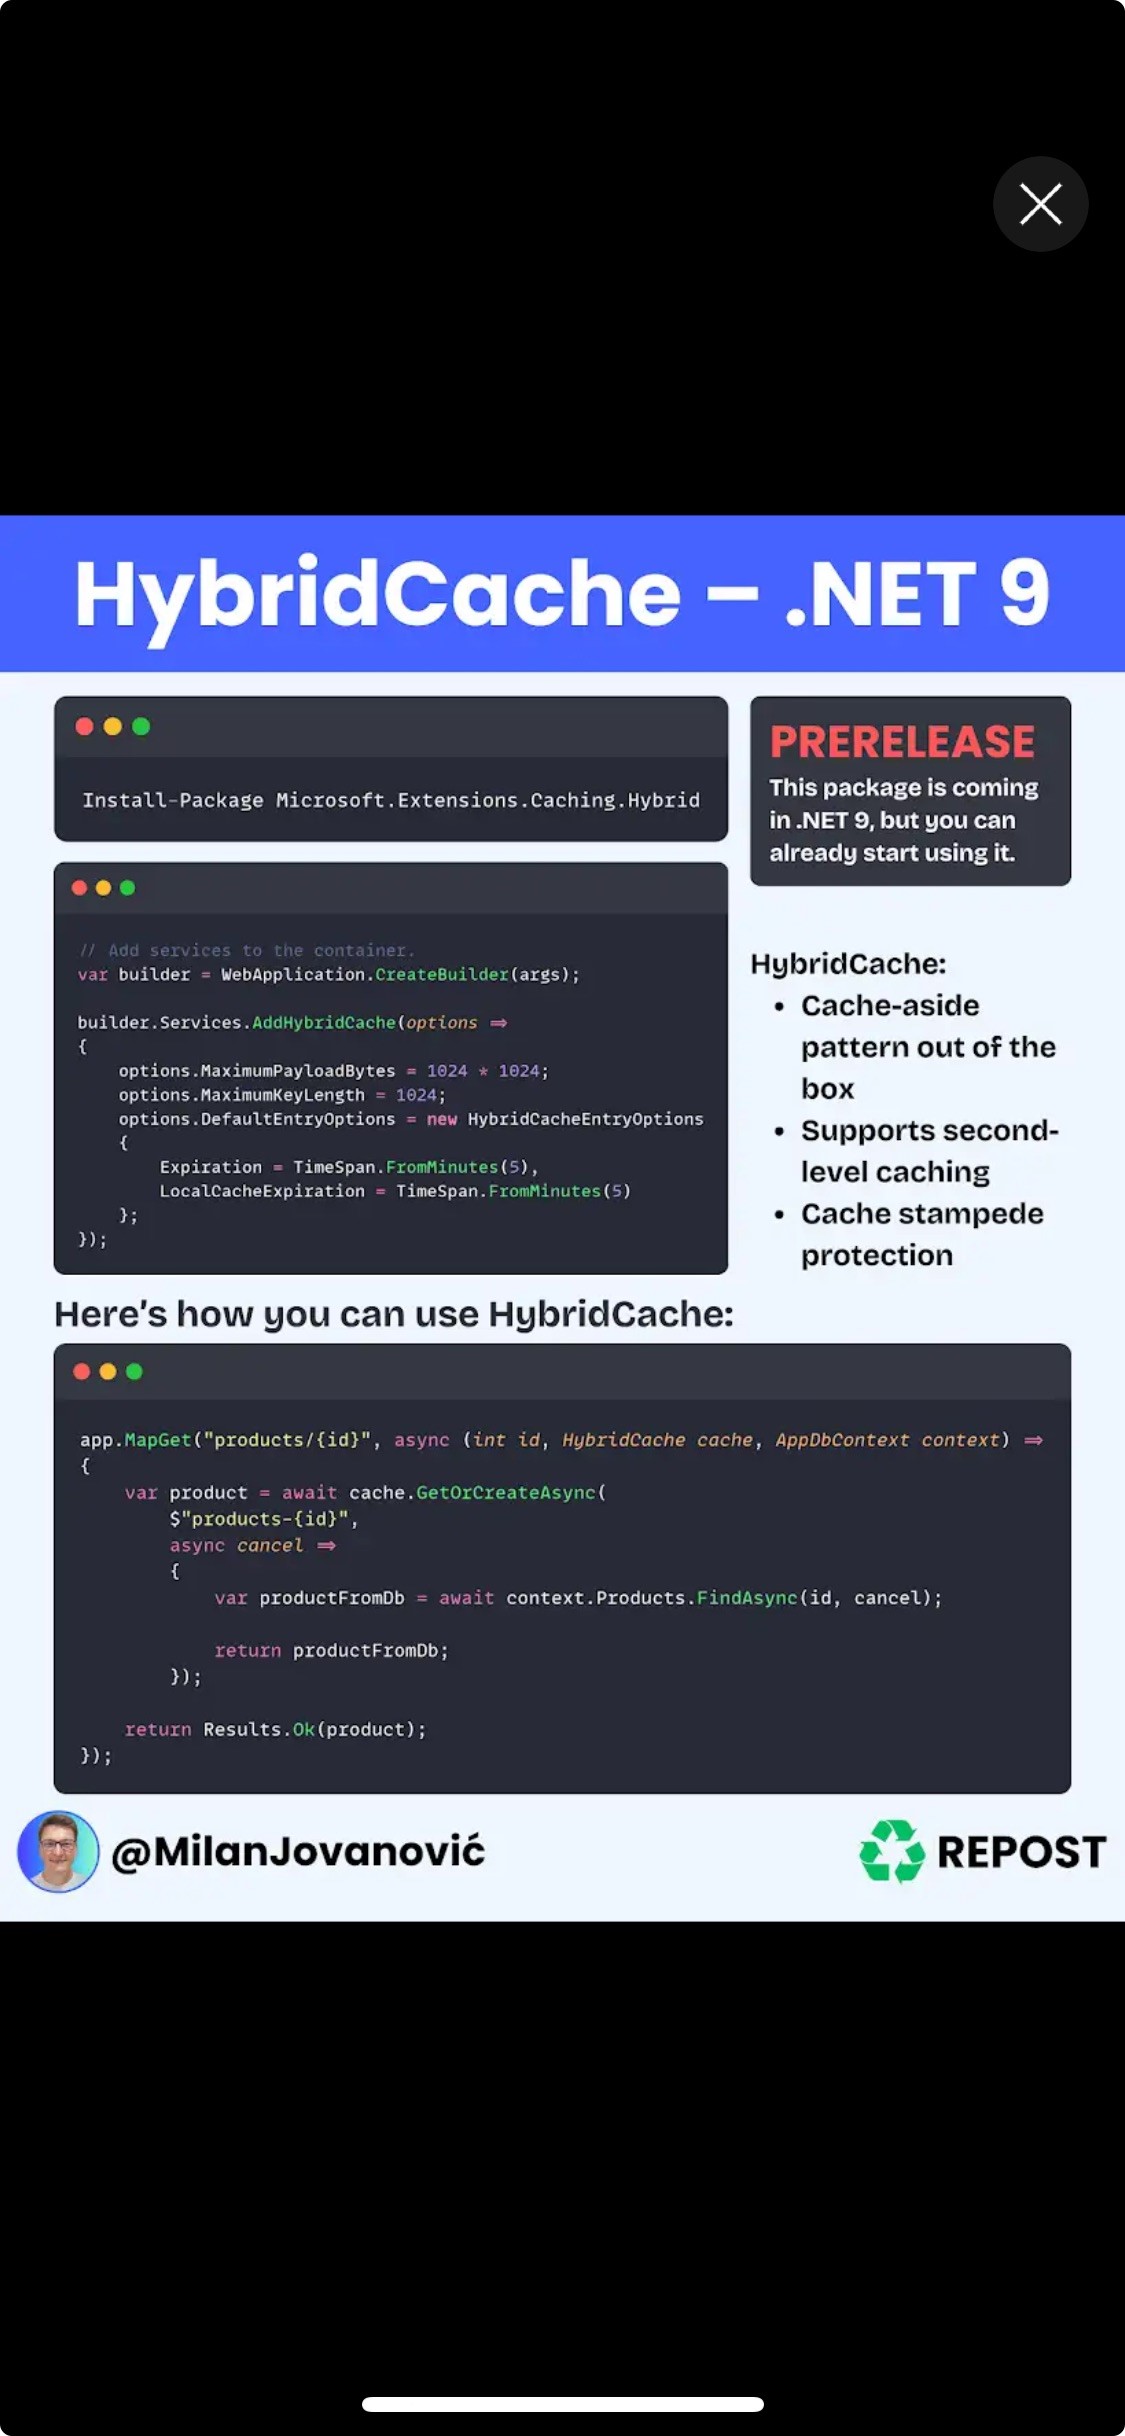 HybridCache – .NET 9
Install-Package Microsoft.Extensions.Caching.Hybrid
PRERELEASE
This package is coming
in .NET 9, but you can
already start using it.
// Add services to the container.
var builder = WebApplication.CreateBuilder(args);
builder.Services.AddHybridCache(options =>
{
    options.MaximumPayloadBytes = 1024 * 1024;
    options.MaximumKeyLength = 1024;
    options.DefaultEntryOptions = new HybridCacheEntryOptions
    {
        Expiration = TimeSpan.FromMinutes(5),
        LocalCacheExpiration = TimeSpan.FromMinutes(5)
    };
});
HybridCache:
• Cache-aside
pattern out of the
box
• Supports second-
level caching
• Cache stampede
protection
Here's how you can use HybridCache:
app.MapGet("products/{id}", async (int id, HybridCache cache, AppDbContext context) =>
{
    var product = await cache.GetOrCreateAsync(
        $"products-{id}",
        async cancel =>
        {
            var productFromDb = await context.Products.FindAsync(id, cancel);
            return productFromDb;
        });
    return Results.Ok(product);
});
@MilanJovanović
REPOST